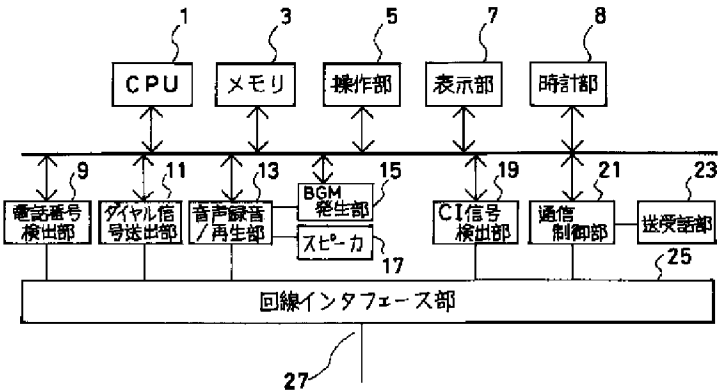 1 3 5 7 8
CPU メモリ 操作部 表示部 時計部
9 11 13 15 19 21 23
電話番号
検出部
ダイヤル信
号送出部
音声録音
/再生部
BGM
発生部
スピーカ
17
CI信号
検出部
通信
制御部
送受話部
25
回線インタフェース部
27